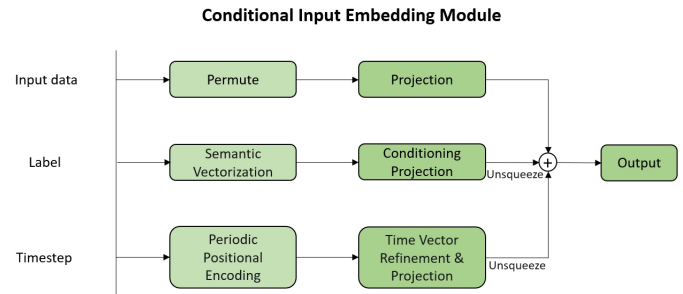 Conditional Input Embedding Module
Input data
Permute
Projection
Label
Semantic
Vectorization
Conditioning
Projection
Unsqueeze
+
Output
Timestep
Periodic
Positional
Encoding
Time Vector
Refinement &
Projection
Unsqueeze